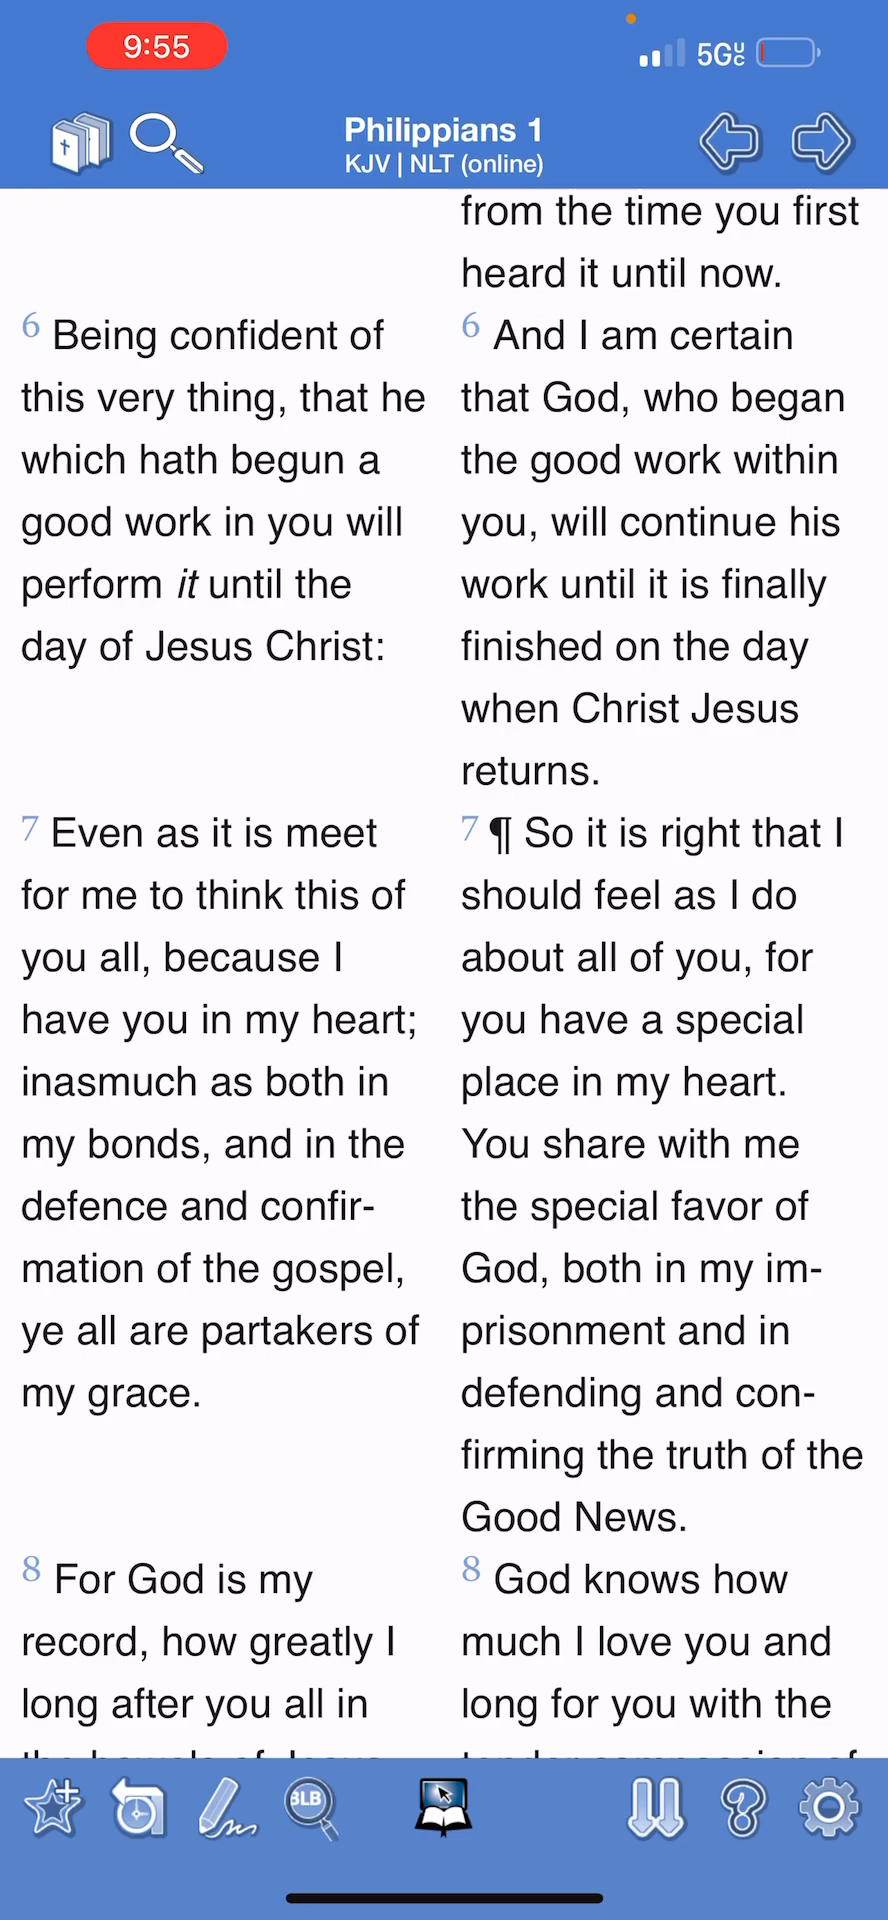 9:55
5G UC
Philippians 1
KJV | NLT (online)
from the time you first
heard it until now.
6 Being confident of
this very thing, that he
which hath begun a
good work in you will
perform it until the
day of Jesus Christ:
6 And I am certain
that God, who began
the good work within
you, will continue his
work until it is finally
finished on the day
when Christ Jesus
returns.
7 Even as it is meet
for me to think this of
you all, because I
have you in my heart;
inasmuch as both in
my bonds, and in the
defence and confir-
mation of the gospel,
ye all are partakers of
my grace.
7 ¶ So it is right that I
should feel as I do
about all of you, for
you have a special
place in my heart.
You share with me
the special favor of
God, both in my im-
prisonment and in
defending and con-
firming the truth of the
Good News.
8 For God is my
record, how greatly I
long after you all in
8 God knows how
much I love you and
long for you with the
BLB